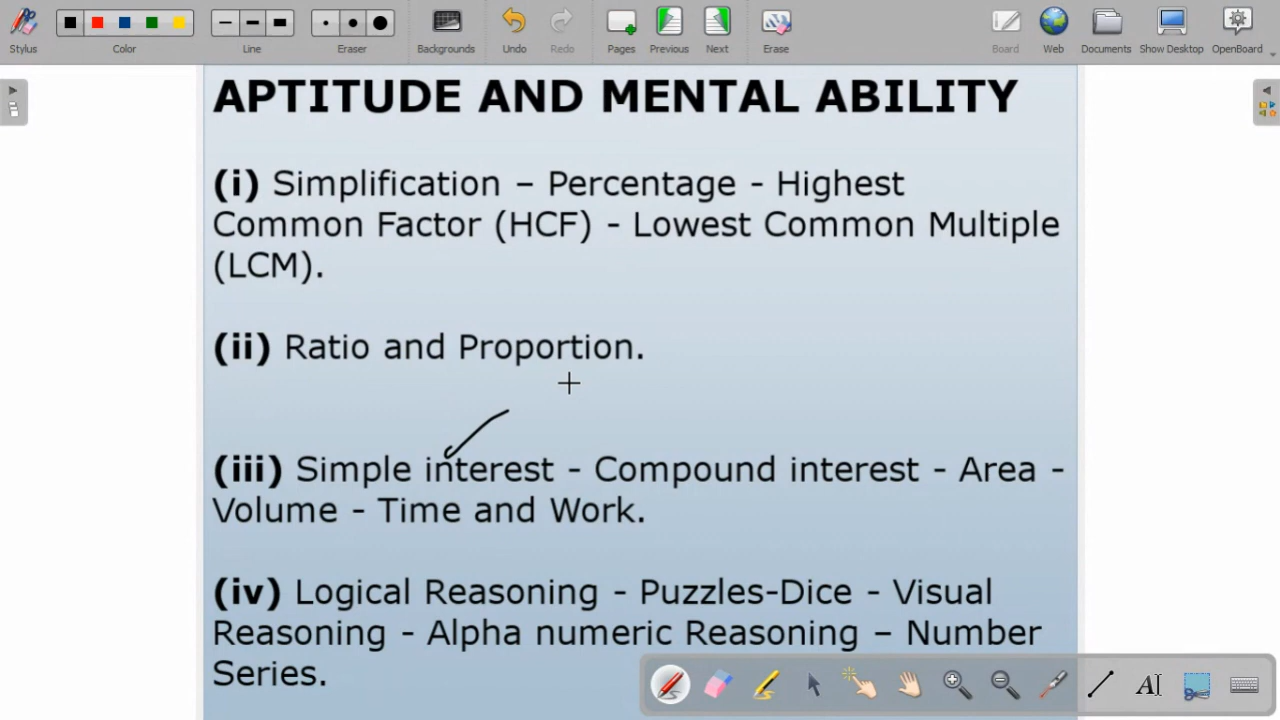 Stylus
Color
Line
Eraser
Backgrounds
Undo
Redo
Pages
Previous
Next
Erase
Board
Web
Documents
Show Desktop
OpenBoard
APTITUDE AND MENTAL ABILITY
(i) Simplification – Percentage - Highest
Common Factor (HCF) - Lowest Common Multiple
(LCM).
(ii) Ratio and Proportion.
(iii) Simple interest - Compound interest - Area -
Volume - Time and Work.
(iv) Logical Reasoning - Puzzles-Dice - Visual
Reasoning - Alpha numeric Reasoning – Number
Series.